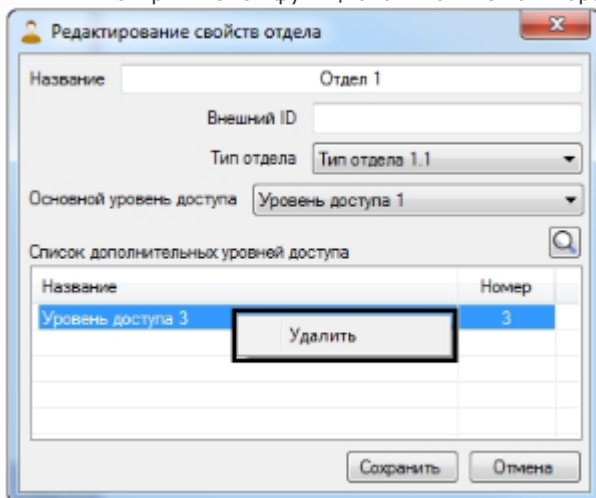 Редактирование свойств отдела
Название Отдел 1
Внешний ID
Тип отдела Тип отдела 1.1
Основной уровень доступа Уровень доступа 1
Список дополнительных уровней доступа
Название Номер
Уровень доступа 3 3
Удалить
Сохранить Отмена